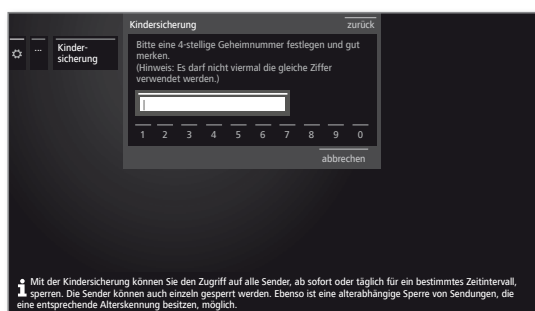 Kindersicherung zurück
... Kinder-
sicherung
Bitte eine 4-stellige Geheimnummer festlegen und gut
merken.
(Hinweis: Es darf nicht viermal die gleiche Ziffer
verwendet werden.)
1 2 3 4 5 6 7 8 9 0
abbrechen
i Mit der Kindersicherung können Sie den Zugriff auf alle Sender, ab sofort oder täglich für ein bestimmtes Zeitintervall,
sperren. Die Sender können auch einzeln gesperrt werden. Ebenso ist eine alterabhängige Sperre von Sendungen, die
eine entsprechende Alterskennung besitzen, möglich.